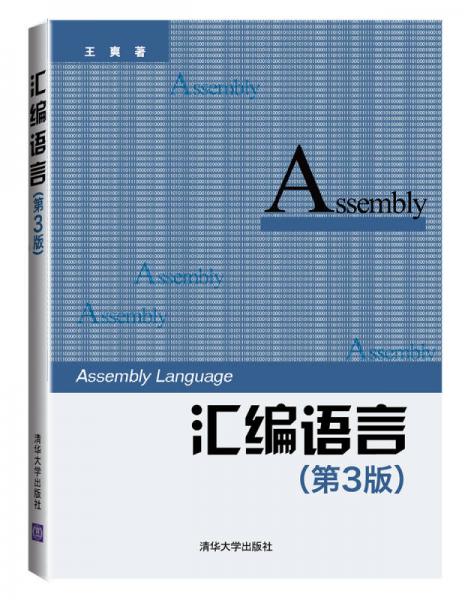 王 爽 著
Assembly
Assembly
Assembly
Assembly
Assembly
Assembly Language
汇编语言
（第3版）
清华大学出版社
汇编语言（第3版）
清华大学出版社